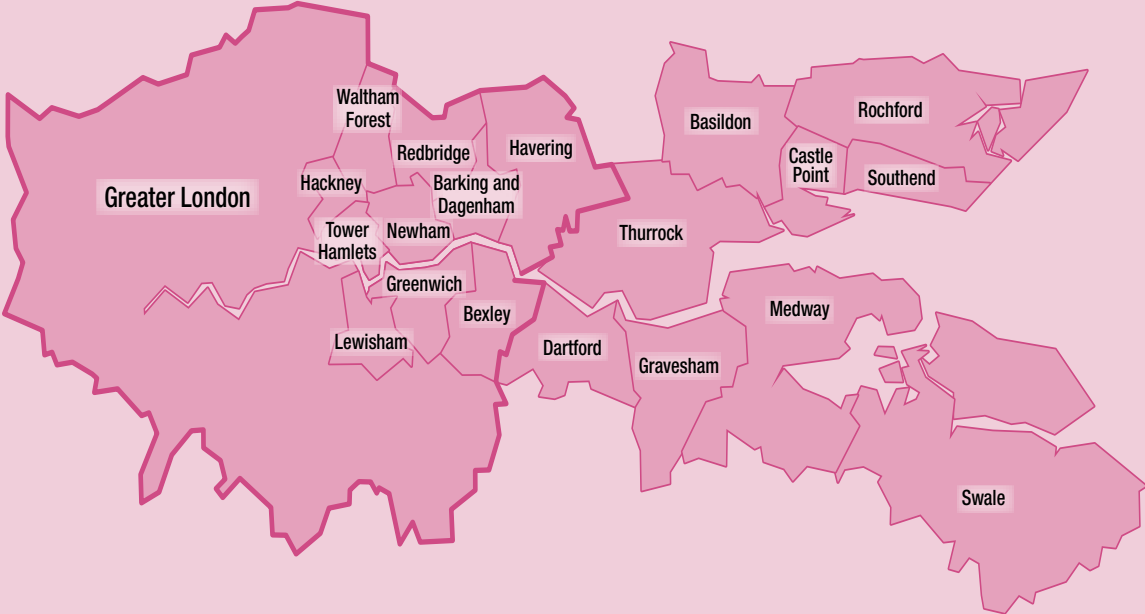 Waltham
Forest
Basildon
Rochford
Redbridge
Havering
Castle
Point
Greater London
Hackney
Barking and
Dagenham
Southend
Tower
Hamlets
Newham
Thurrock
Greenwich
Medway
Bexley
Lewisham
Dartford
Gravesham
Swale